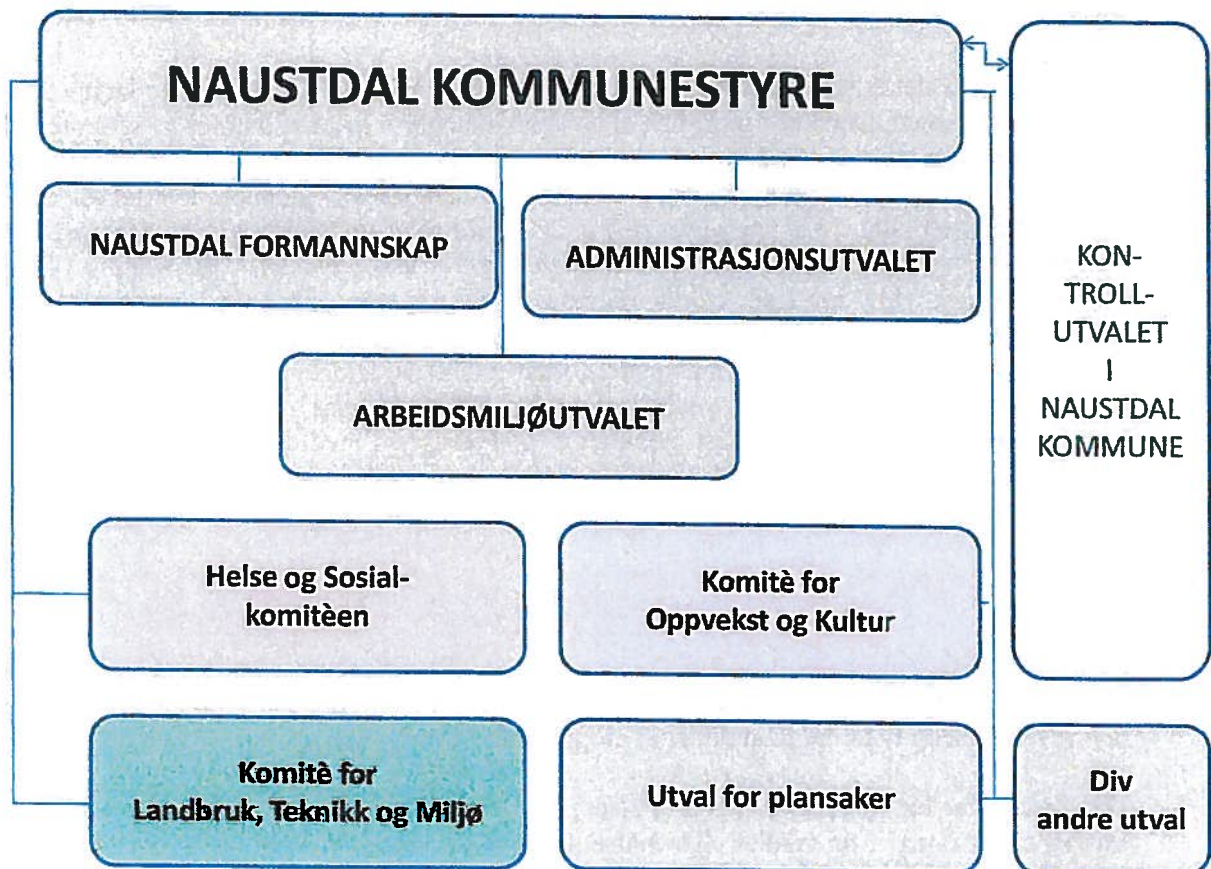 NAUSTDAL KOMMUNESTYRE
NAUSTDAL FORMANNSKAP
ADMINISTRASJONSUTVALET
ARBEIDSMILJØUTVALET
KON-
TROLL-
UTVALET
I
NAUSTDAL
KOMMUNE
Helse og Sosial-
komitèen
Komitè for
Oppvekst og Kultur
Komitè for
Landbruk, Teknikk og Miljø
Utval for plansaker
Div
andre utval